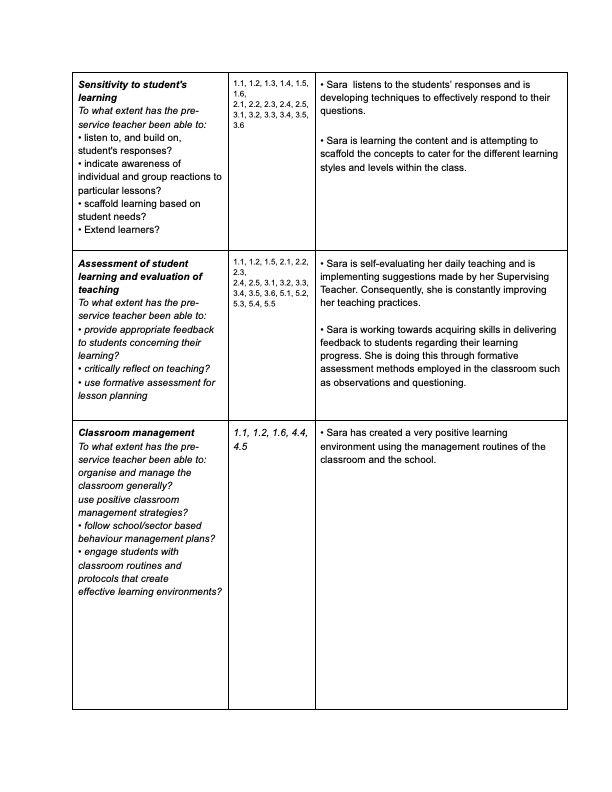 Sensitivity to student's
learning
To what extent has the pre-
service teacher been able to:
• listen to, and build on,
student's responses?
• indicate awareness of
individual and group reactions to
particular lessons?
• scaffold learning based on
student needs?
• Extend learners?
1.1, 1.2, 1.3, 1.4, 1.5,
1.6,
2.1, 2.2, 2.3, 2.4, 2.5,
3.1, 3.2, 3.3, 3.4, 3.5,
3.6
• Sara listens to the students' responses and is
developing techniques to effectively respond to their
questions.
• Sara is learning the content and is attempting to
scaffold the concepts to cater for the different learning
styles and levels within the class.
Assessment of student
learning and evaluation of
teaching
To what extent has the pre-
service teacher been able to:
• provide appropriate feedback
to students concerning their
learning?
• critically reflect on teaching?
• use formative assessment for
lesson planning
1.1, 1.2, 1.5, 2.1, 2.2,
2.3,
2.4, 2.5, 3.1, 3.2, 3.3,
3.4, 3.5, 3.6, 5.1, 5.2,
5.3, 5.4, 5.5
• Sara is self-evaluating her daily teaching and is
implementing suggestions made by her Supervising
Teacher. Consequently, she is constantly improving
her teaching practices.
• Sara is working towards acquiring skills in delivering
feedback to students regarding their learning
progress. She is doing this through formative
assessment methods employed in the classroom such
as observations and questioning.
Classroom management
To what extent has the pre-
service teacher been able to:
organise and manage the
classroom generally?
use positive classroom
management strategies?
• follow school/sector based
behaviour management plans?
• engage students with
classroom routines and
protocols that create
effective learning environments?
1.1, 1.2, 1.6, 4.4,
4.5
• Sara has created a very positive learning
environment using the management routines of the
classroom and the school.